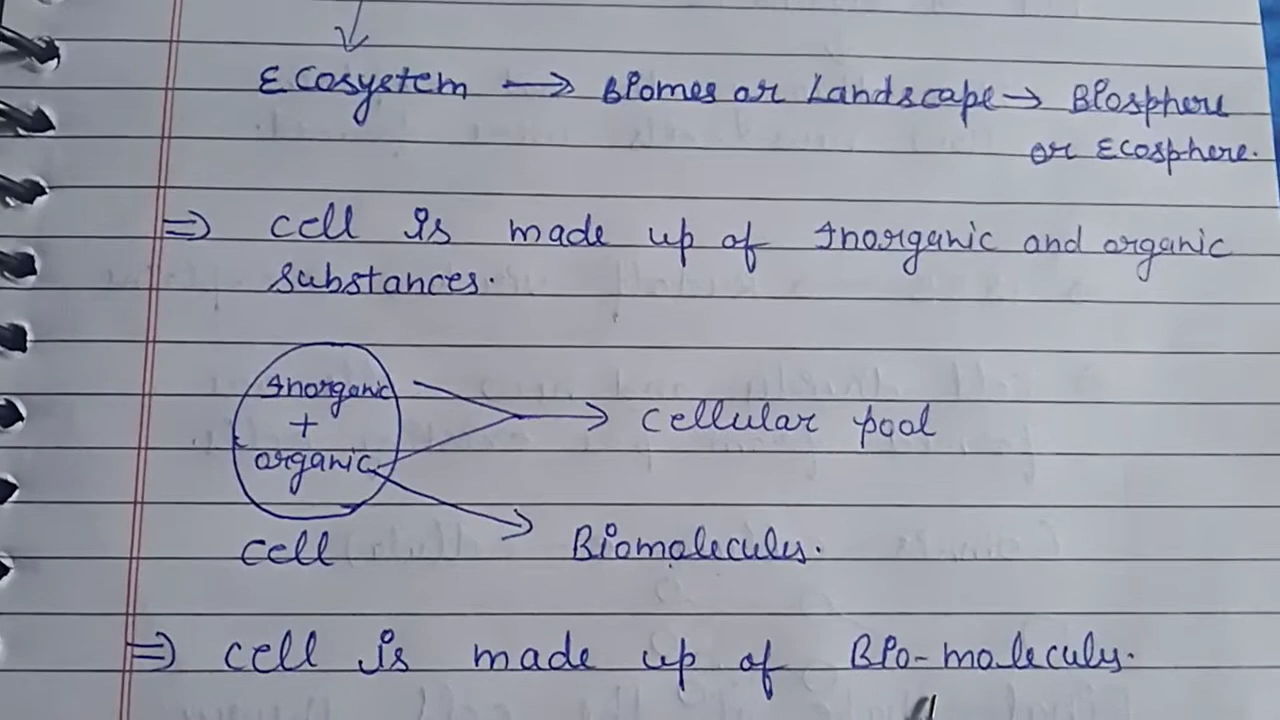 Ecosystem → Biomes or Landscape → Biosphere
or Ecosphere.
⇒ cell is made up of Inorganic and organic
substances.
Inorganic
+
organic
→ cellular pool
cell
→ Biomolecules.
⇒ cell is made up of Bio-molecules.